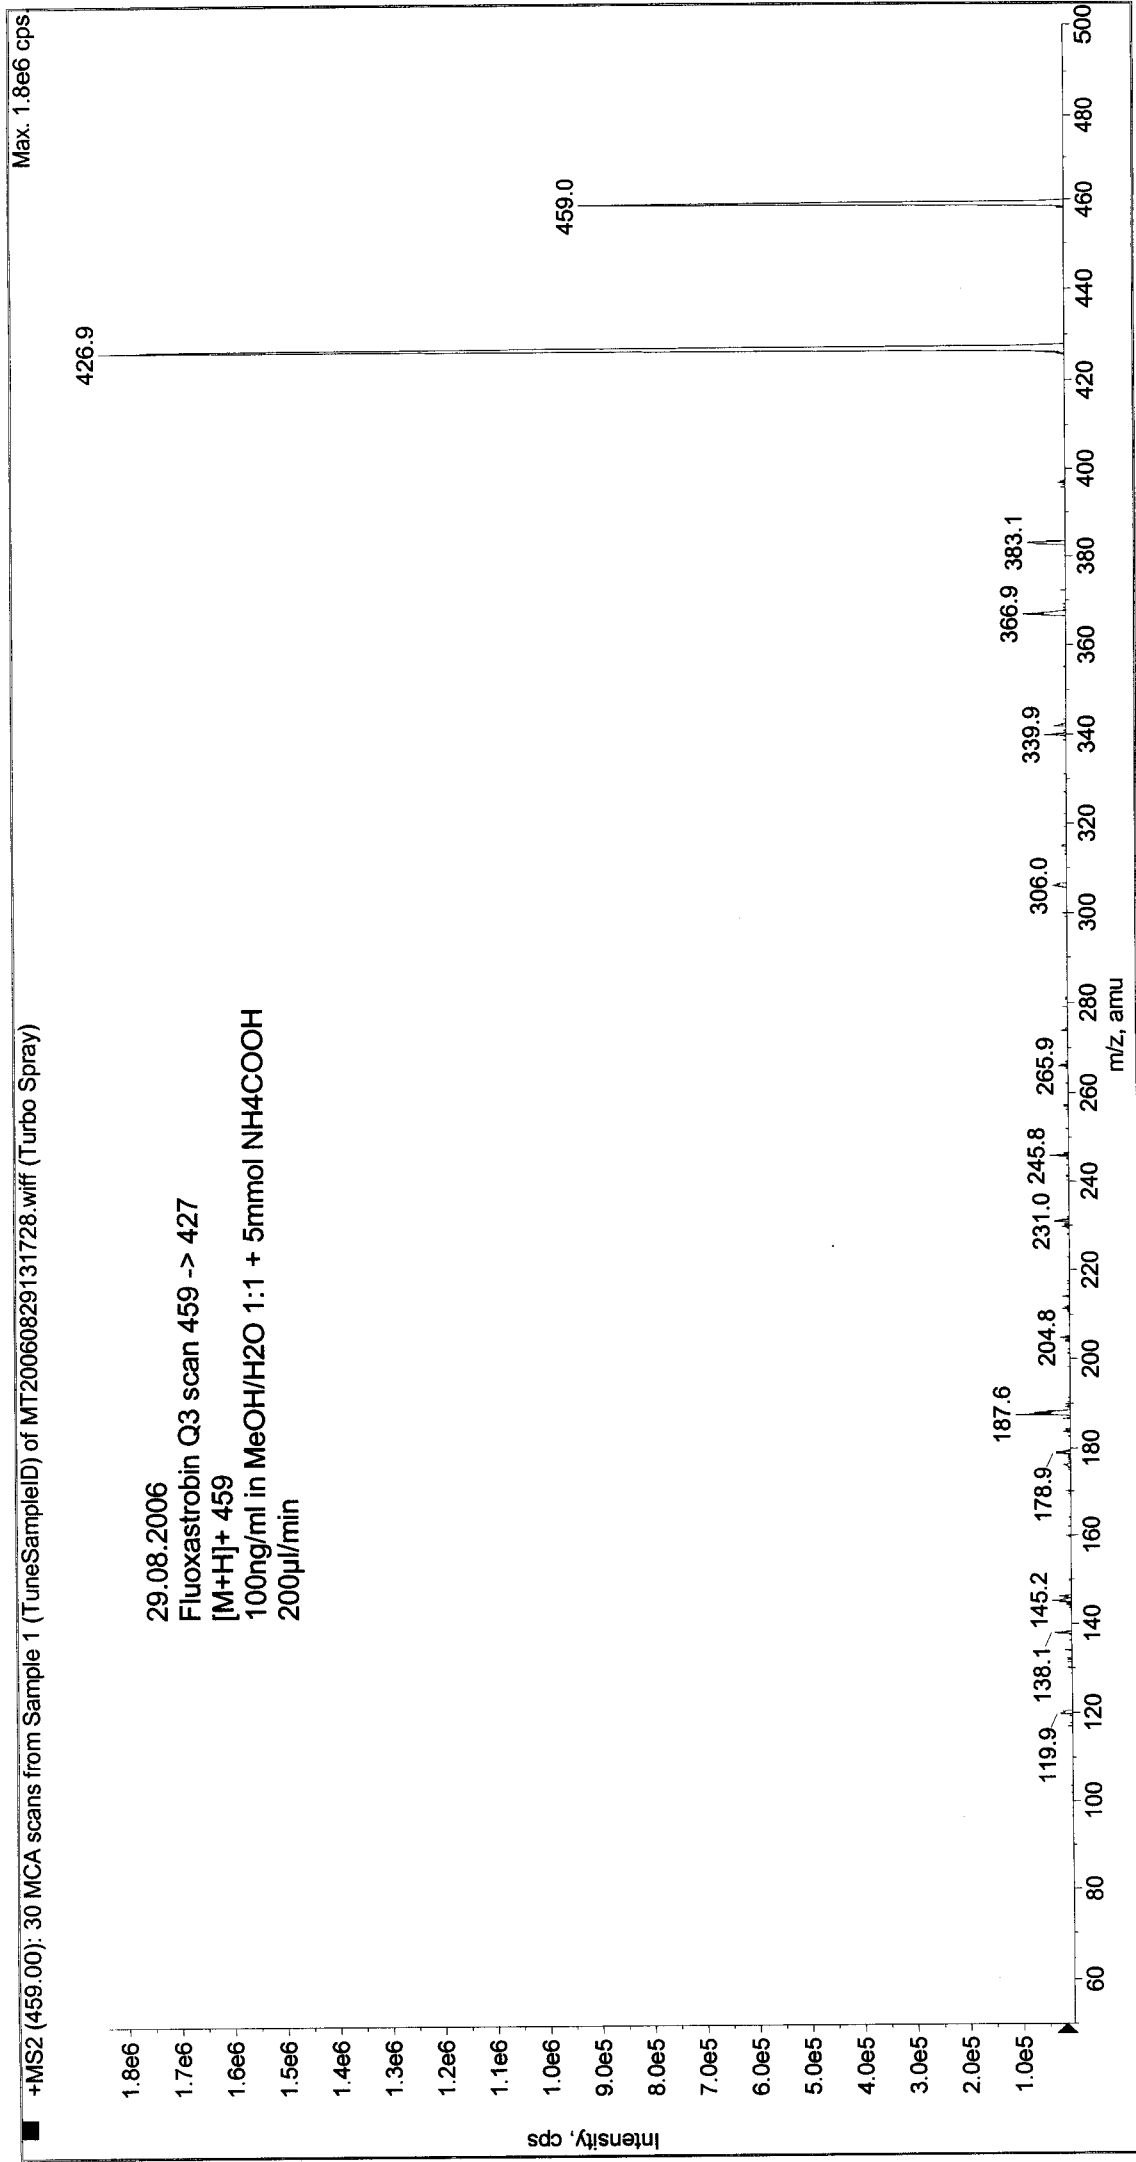 +MS2 (459.00): 30 MCA scans from Sample 1 (TuneSampleID) of MT20060829131728.wiff (Turbo Spray)
Max. 1.8e6 cps.
29.08.2006
Fluoxastrobin Q3 scan 459 -> 427
[M+H]+ 459
100ng/ml in MeOH/H2O 1:1 + 5mmol NH4COOH
200µl/min
Intensity, cps
1.8e6
1.7e6
1.6e6
1.5e6
1.4e6
1.3e6
1.2e6
1.1e6
1.0e6
9.0e5
8.0e5
7.0e5
6.0e5
5.0e5
4.0e5
3.0e5
2.0e5
1.0e5
119.9
138.1
145.2
178.9
187.6
204.8
231.0
245.8
265.9
306.0
339.9
366.9
383.1
426.9
459.0
60 80 100 120 140 160 180 200 220 240 260 280 300 320 340 360 380 400 420 440 460 480 500
m/z, amu